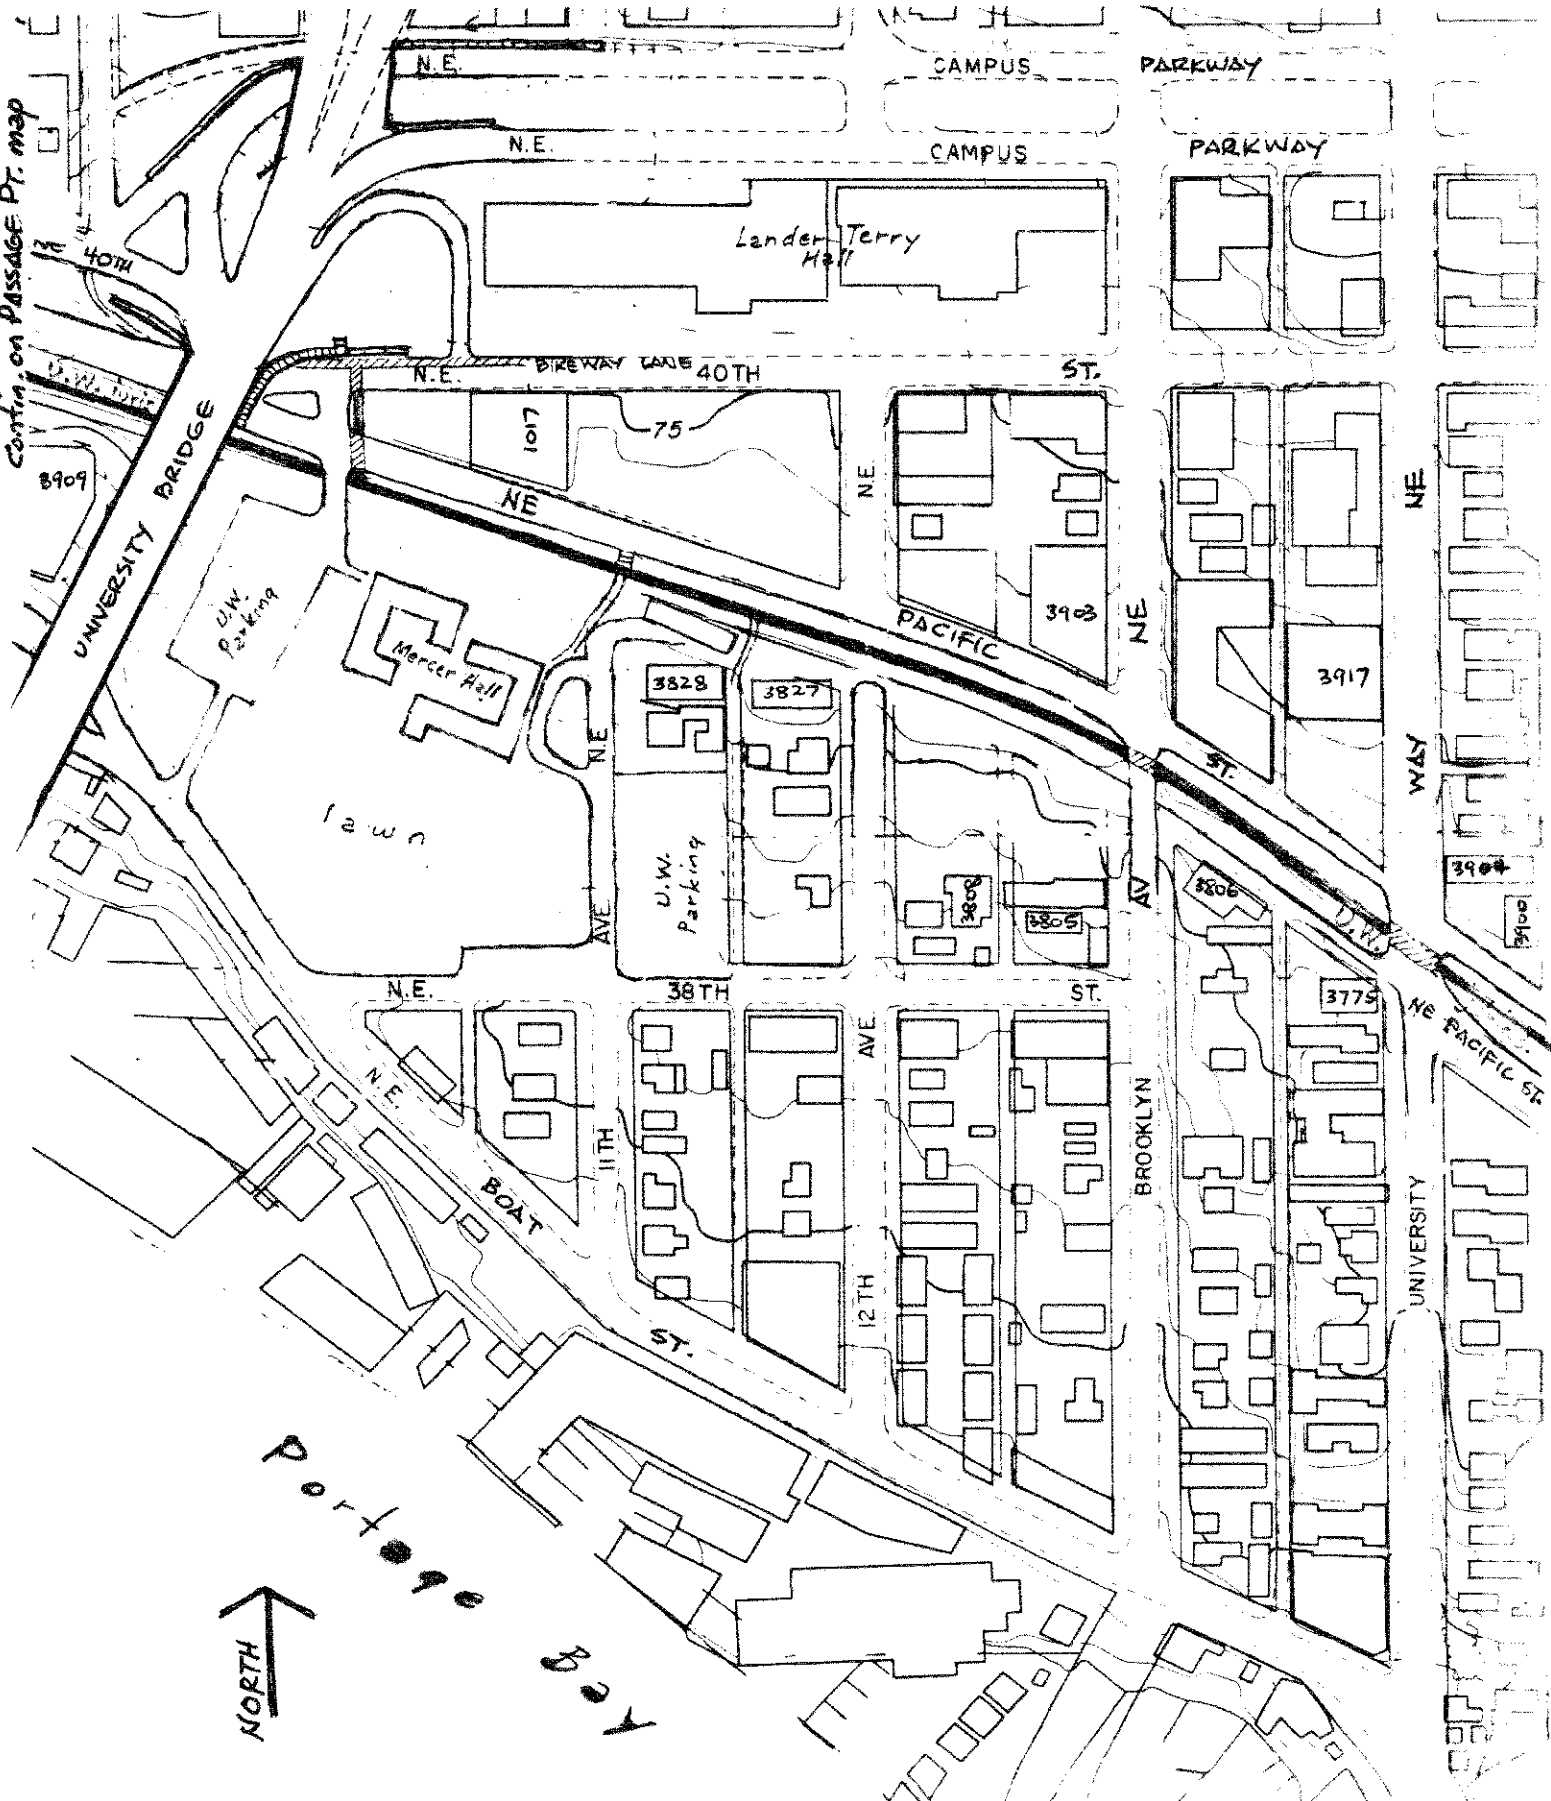 N.E. CAMPUS PARKWAY
N.E. CAMPUS PARKWAY
Contin. on PASSAGE PT. map
40TH
Lander-Terry
Hall
BIKEWAY LANE
N.E. 40TH ST.
U.W.
3909
UNIVERSITY BRIDGE
1017
75
NE PACIFIC ST.
NE
NE
NE
WAY
3903
3917
U.W.
Parking
Mercer Hall
3828
3827
NE
lawn
U.W.
Parking
AVE.
3808
3805
AV
3806
U.W.
3904
3900
3775
NE PACIFIC ST.
N.E. 38TH ST.
N.E.
BOAT
ST.
11TH
AVE.
12TH
BROOKLYN
UNIVERSITY
Portage
Bay
NORTH